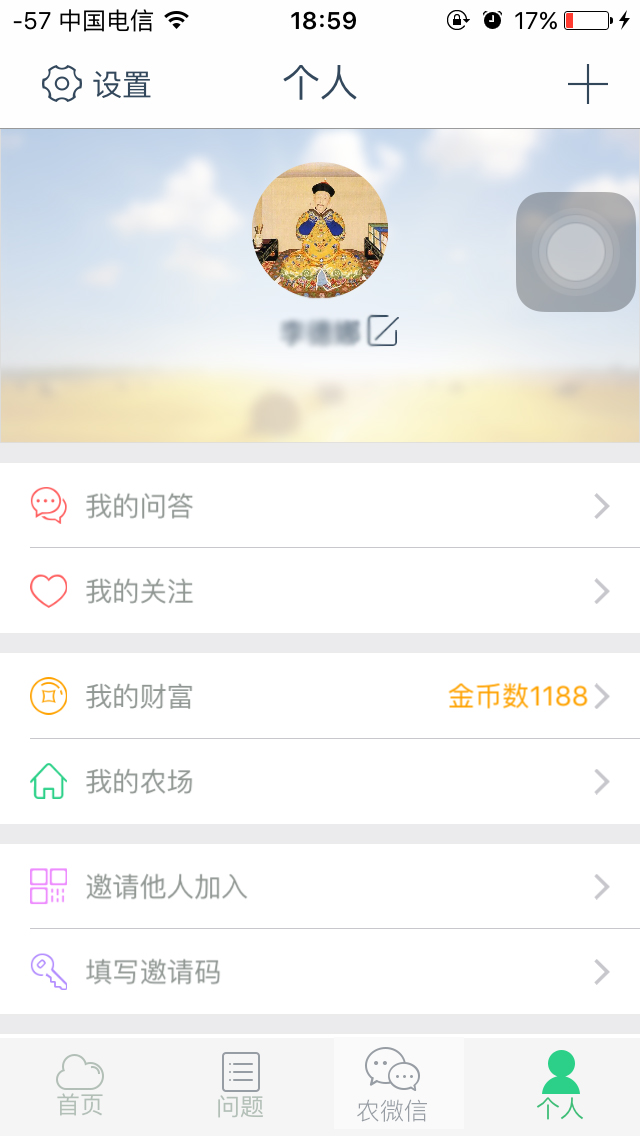 -57 中国电信 18:59 17%
设置 个人
我的问答
我的关注
我的财富 金币数1188
我的农场
邀请他人加入
填写邀请码
首页 问题 农微信 个人